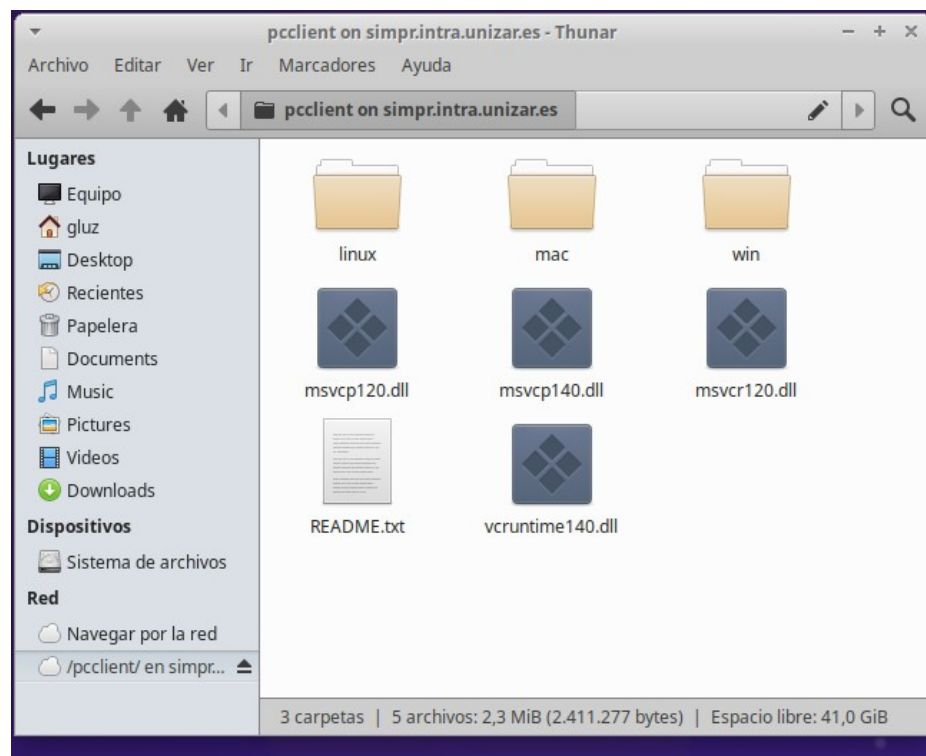 pcclient on simpr.intra.unizar.es - Thunar
Archivo Editar Ver Ir Marcadores Ayuda
pcclient on simpr.intra.unizar.es
Lugares
Equipo
gluz
Desktop
Recientes
Papelera
Documents
Music
Pictures
Videos
Downloads
Dispositivos
Sistema de archivos
Red
Navegar por la red
/pcclient/ en simpr...
linux mac win
msvcp120.dll msvcp140.dll msvcr120.dll
README.txt vcruntime140.dll
3 carpetas | 5 archivos: 2,3 MiB (2.411.277 bytes) | Espacio libre: 41,0 GiB